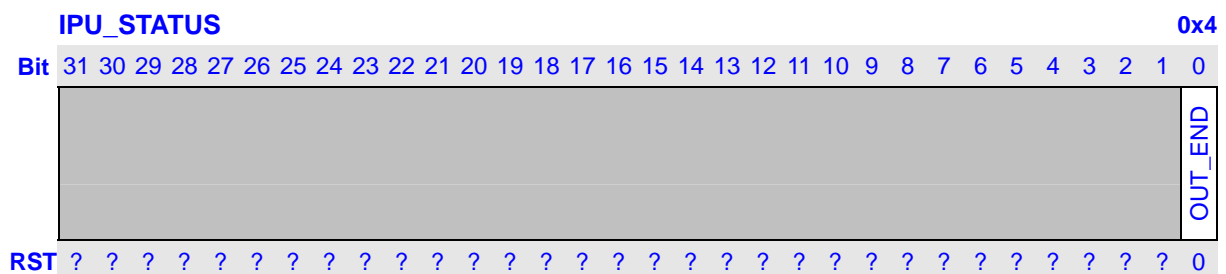 IPU_STATUS 0x4
Bit 31 30 29 28 27 26 25 24 23 22 21 20 19 18 17 16 15 14 13 12 11 10 9 8 7 6 5 4 3 2 1 0
OUT_END
RST ? ? ? ? ? ? ? ? ? ? ? ? ? ? ? ? ? ? ? ? ? ? ? ? ? ? ? ? ? ? ? 0